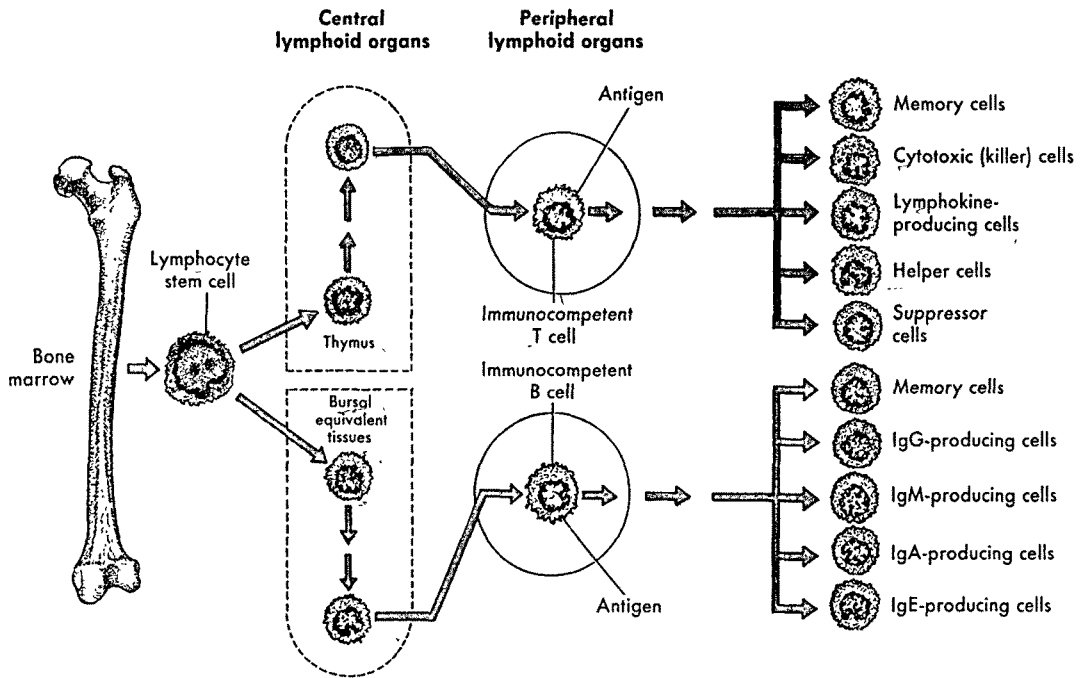 Central
lymphoid organs
Peripheral
lymphoid organs
Antigen
Lymphocyte
stem cell
Bone
marrow
Thymus
Immunocompetent
T cell
Bursal
equivalent
tissues
Immunocompetent
B cell
Antigen
Memory cells
Cytotoxic (killer) cells
Lymphokine-
producing cells
Helper cells
Suppressor
cells
Memory cells
IgG-producing cells
IgM-producing cells
IgA-producing cells
IgE-producing cells